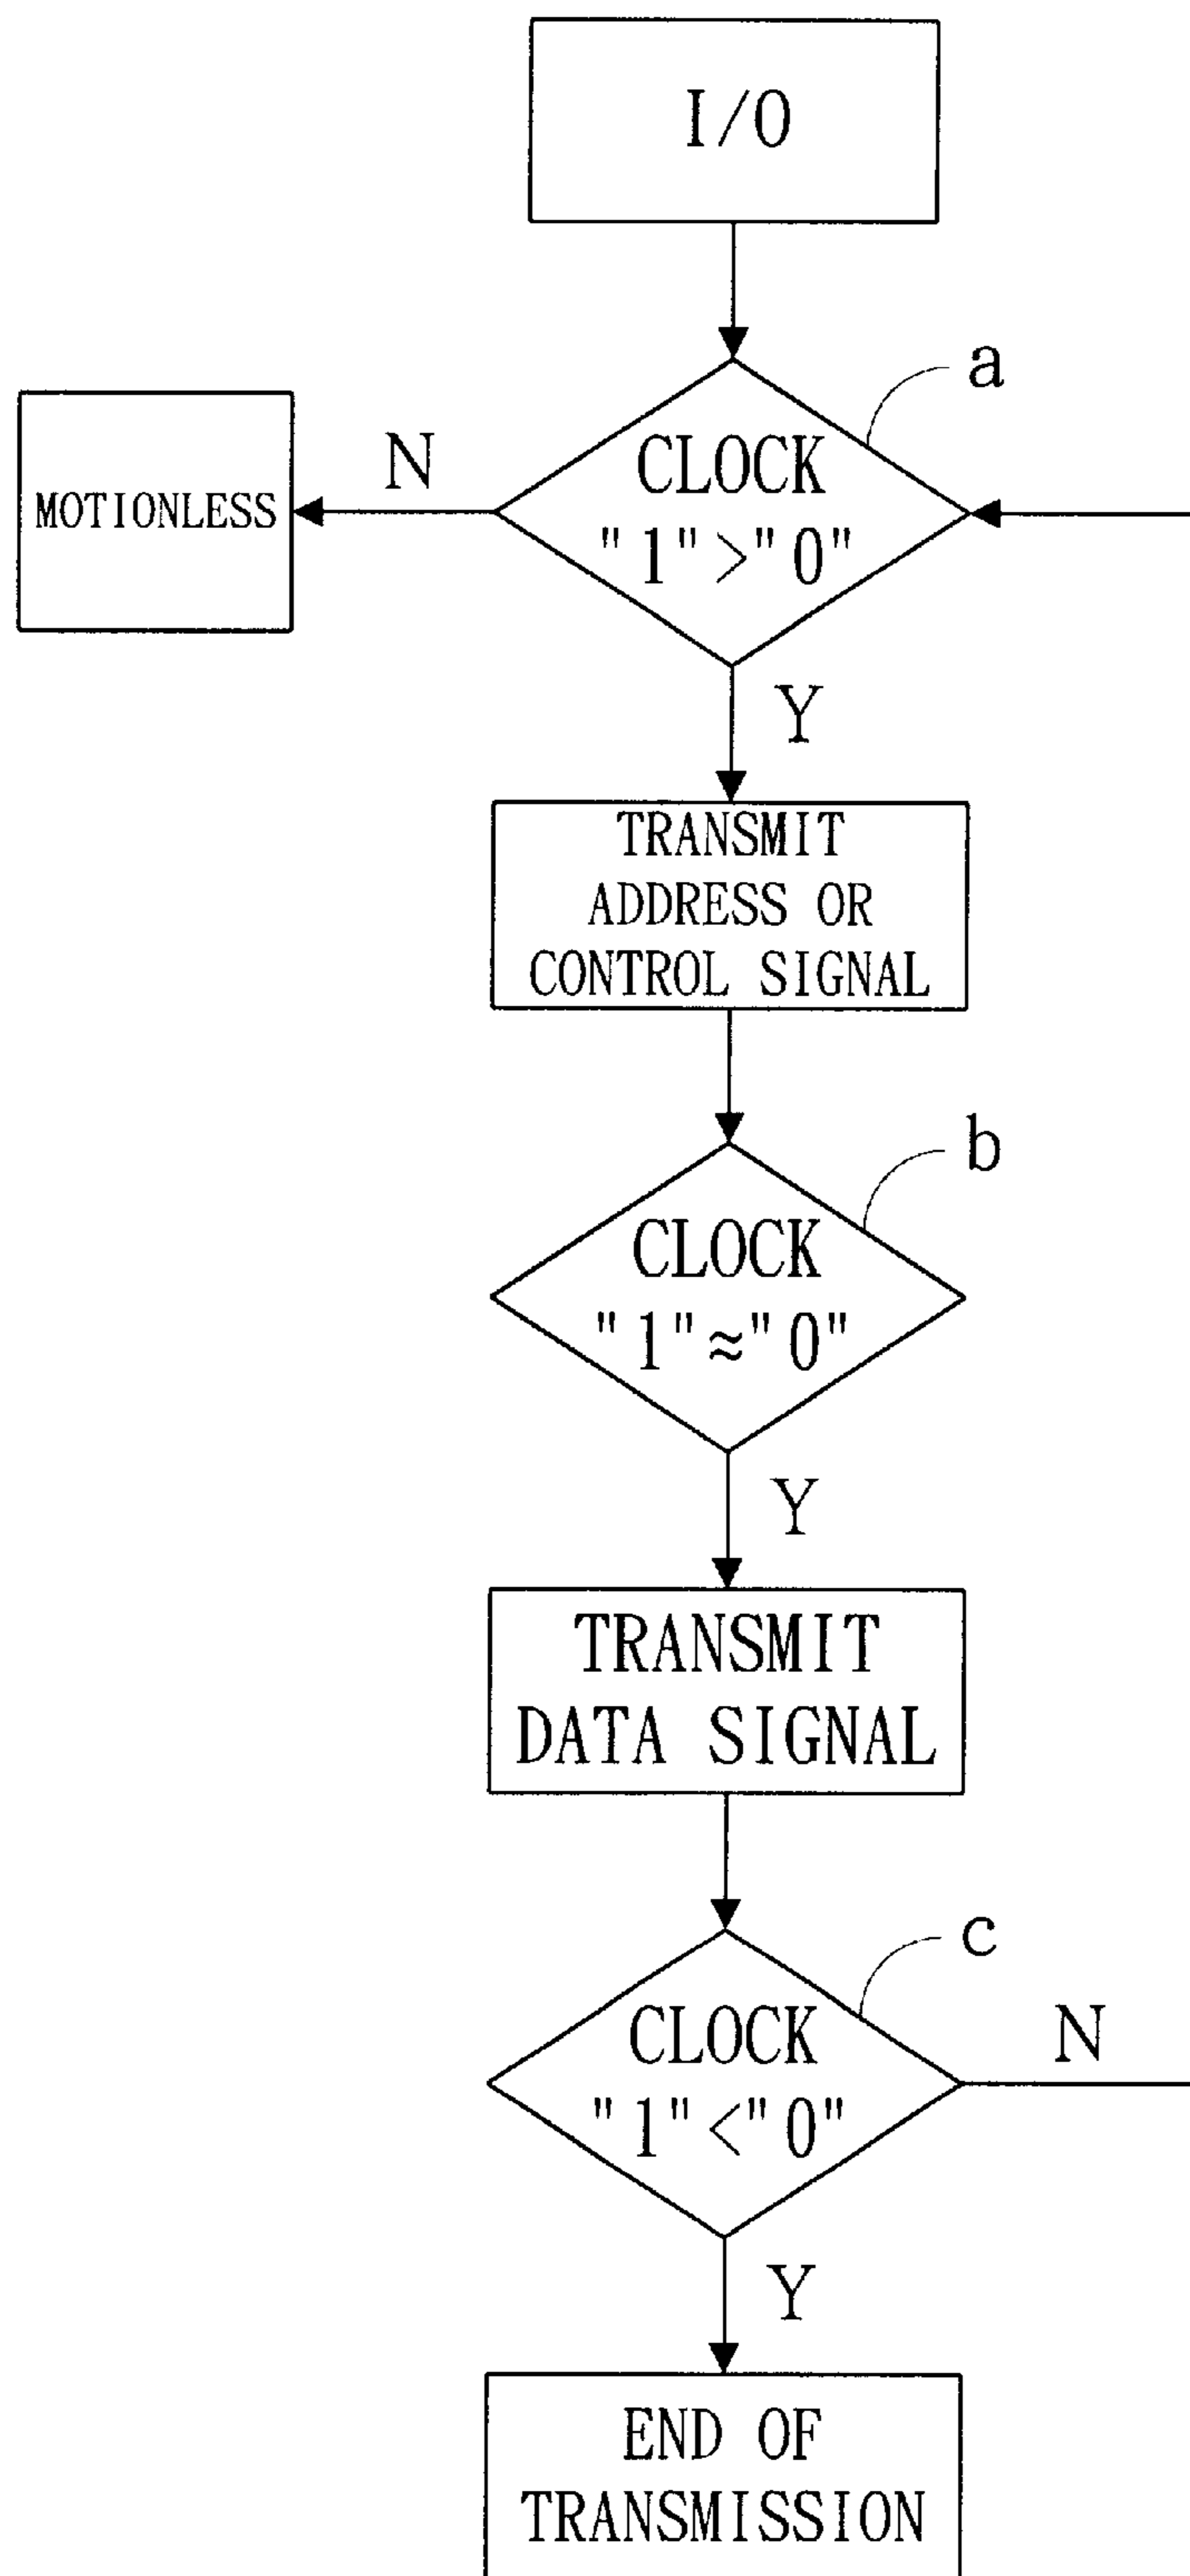 I/O
a
CLOCK
"1">"0"
N
MOTIONLESS
Y
TRANSMIT
ADDRESS OR
CONTROL SIGNAL
b
CLOCK
"1"≈"0"
Y
TRANSMIT
DATA SIGNAL
c
CLOCK
"1"<"0"
N
Y
END OF
TRANSMISSION